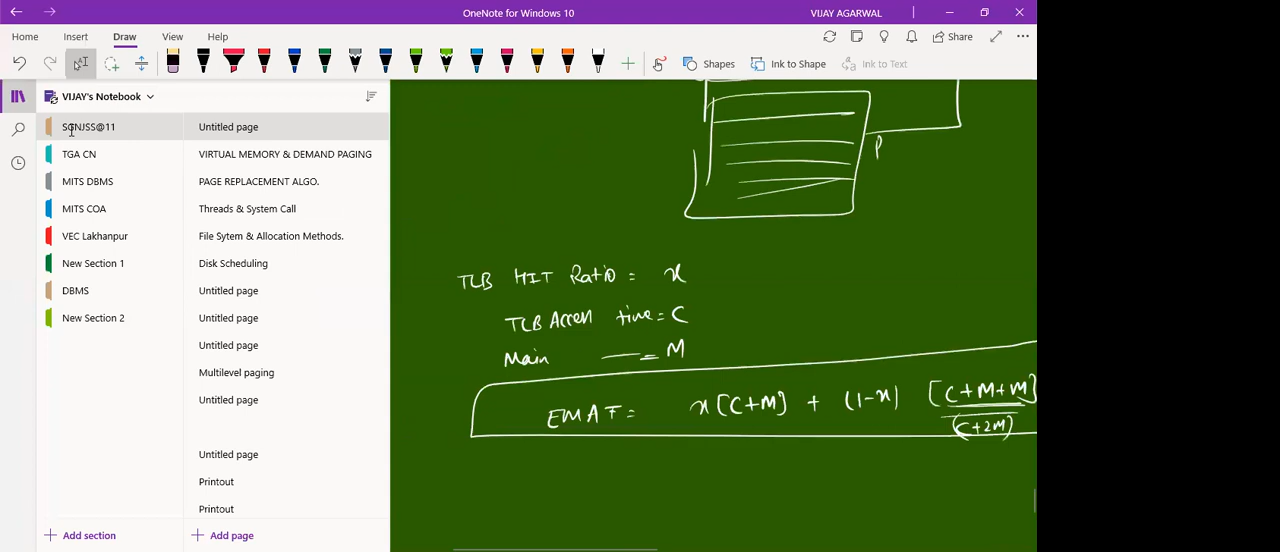 OneNote for Windows 10
VIJAY AGARWAL
Home Insert Draw View Help
Share
Shapes Ink to Shape Ink to Text
VIJAY's Notebook
SGNJSS@11
TGA CN
MITS DBMS
MITS COA
VEC Lakhanpur
New Section 1
DBMS
New Section 2
Add section
Untitled page
VIRTUAL MEMORY & DEMAND PAGING
PAGE REPLACEMENT ALGO.
Threads & System Call
File Sytem & Allocation Methods.
Disk Scheduling
Untitled page
Untitled page
Untitled page
Multilevel paging
Untitled page
Untitled page
Printout
Printout
Add page
P
TLB HIT Ratio = x
TLB Access time = C
Main —— = M
EMAT = x[C+M] + (1-x) [C+M+M]
(C+2M)